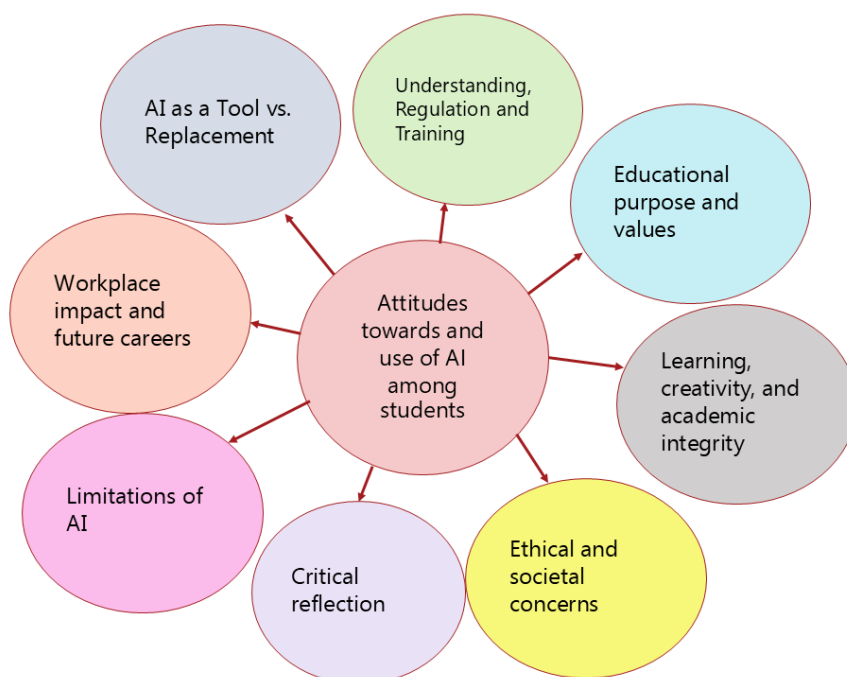 AI as a Tool vs.
Replacement
Understanding,
Regulation and
Training
Educational
purpose and
values
Workplace
impact and
future careers
Attitudes
towards and
use of AI
among
students
Learning,
creativity, and
academic
integrity
Limitations of
AI
Critical
reflection
Ethical and
societal
concerns